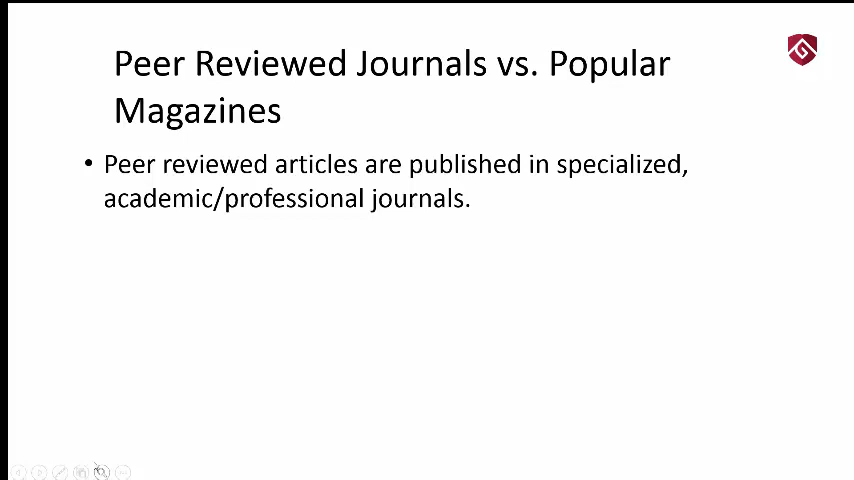 Peer Reviewed Journals vs. Popular
Magazines
• Peer reviewed articles are published in specialized,
academic/professional journals.